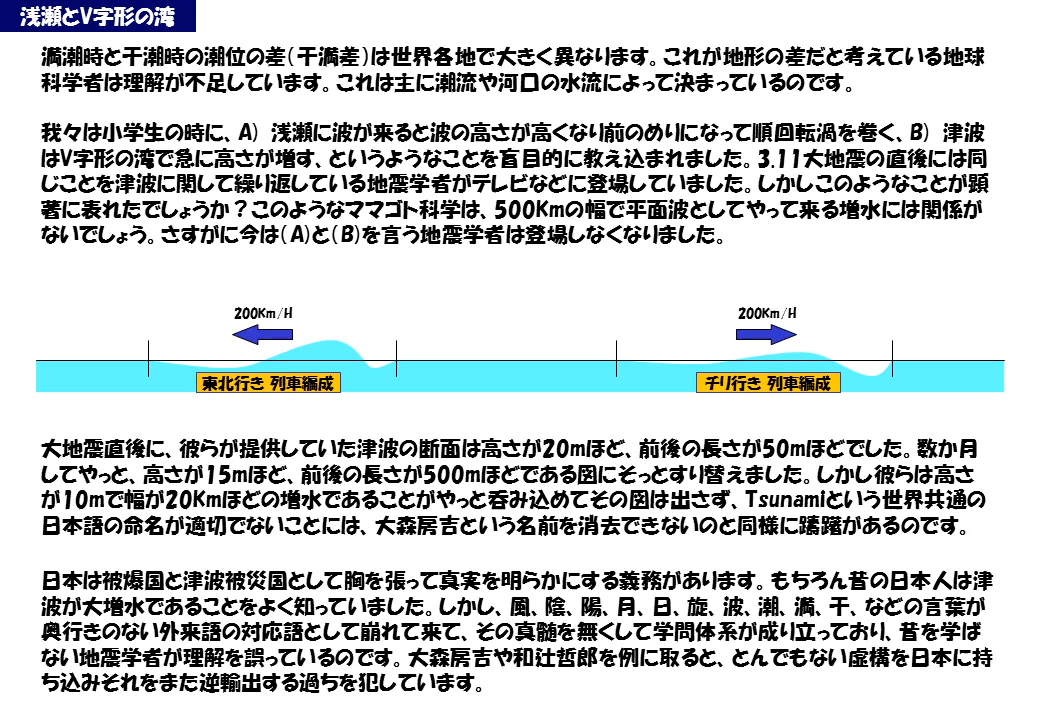 浅瀬とV字形の湾
満潮時と干潮時の潮位の差(干満差)は世界各地で大きく異なります。これが地形の差だと考えている地球
科学者は理解が不足しています。これは主に潮流や河口の水流によって決まっているのです。
我々は小学生の時に、A) 浅瀬に波が来ると波の高さが高くなり前のめりになって順回転渦を巻く、B) 津波
はV字形の湾で急に高さが増す、というようなことを盲目的に教え込まれました。3.11大地震の直後には同
じことを津波に関して繰り返している地震学者がテレビなどに登場していました。しかしこのようなことが顕
著に表れたでしょうか?このようなママゴト科学は、500Kmの幅で平面波としてやって来る増水には関係が
ないでしょう。さすがに今は(A)と(B)を言う地震学者は登場しなくなりました。
200Km/H
200Km/H
東北行き 列車編成
チリ行き 列車編成
大地震直後に、彼らが提供していた津波の断面は高さが20mほど、前後の長さが50mほどでした。数か月
してやっと、高さが15mほど、前後の長さが500mほどである図にそっとすり替えました。しかし彼らは高さ
が10mで幅が20Kmほどの増水であることがやっと呑み込めてその図は出さず、Tsunamiという世界共通の
日本語の命名が適切でないことには、大森房吉という名前を消去できないのと同様に躊躇があるのです。
日本は被爆国と津波被災国として胸を張って真実を明らかにする義務があります。もちろん昔の日本人は津
波が大増水であることをよく知っていました。しかし、風、陰、陽、月、日、旋、波、潮、満、干、などの言葉が
奥行きのない外来語の対応語として崩れて来て、その真髄を無くして学問体系が成り立っており、昔を学ば
ない地震学者が理解を誤っているのです。大森房吉や和辻哲郎を例に取ると、とんでもない虚構を日本に持
ち込みそれをまた逆輸出する過ちを犯しています。